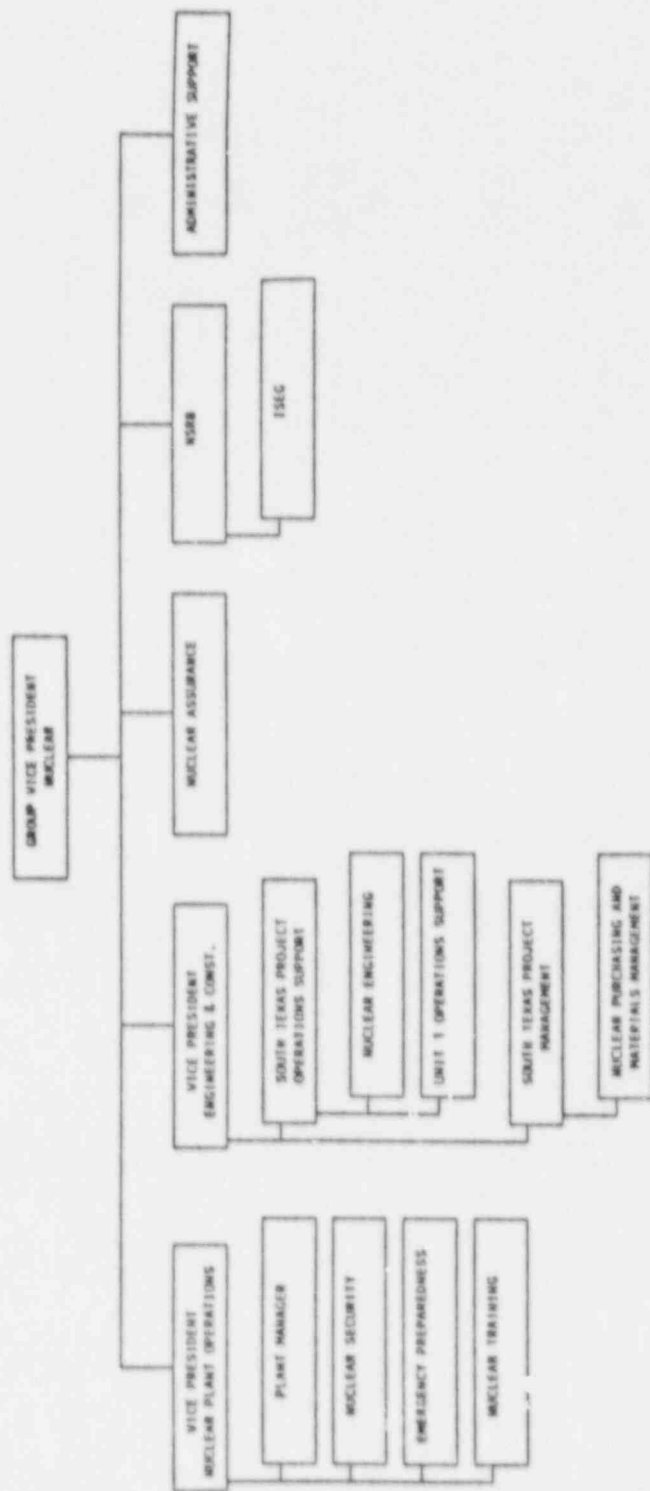 GROUP VICE PRESIDENT
NUCLEAR
VICE PRESIDENT
NUCLEAR PLANT OPERATIONS
PLANT MANAGER
NUCLEAR SECURITY
EMERGENCY PREPAREDNESS
NUCLEAR TRAINING
VICE PRESIDENT
ENGINEERING & CONST.
SOUTH TEXAS PROJECT
OPERATIONS SUPPORT
NUCLEAR ENGINEERING
UNIT 1 OPERATIONS SUPPORT
SOUTH TEXAS PROJECT
MANAGEMENT
NUCLEAR PURCHASING AND
MATERIALS MANAGEMENT
NUCLEAR ASSURANCE
NSRB
ISEG
ADMINISTRATIVE SUPPORT